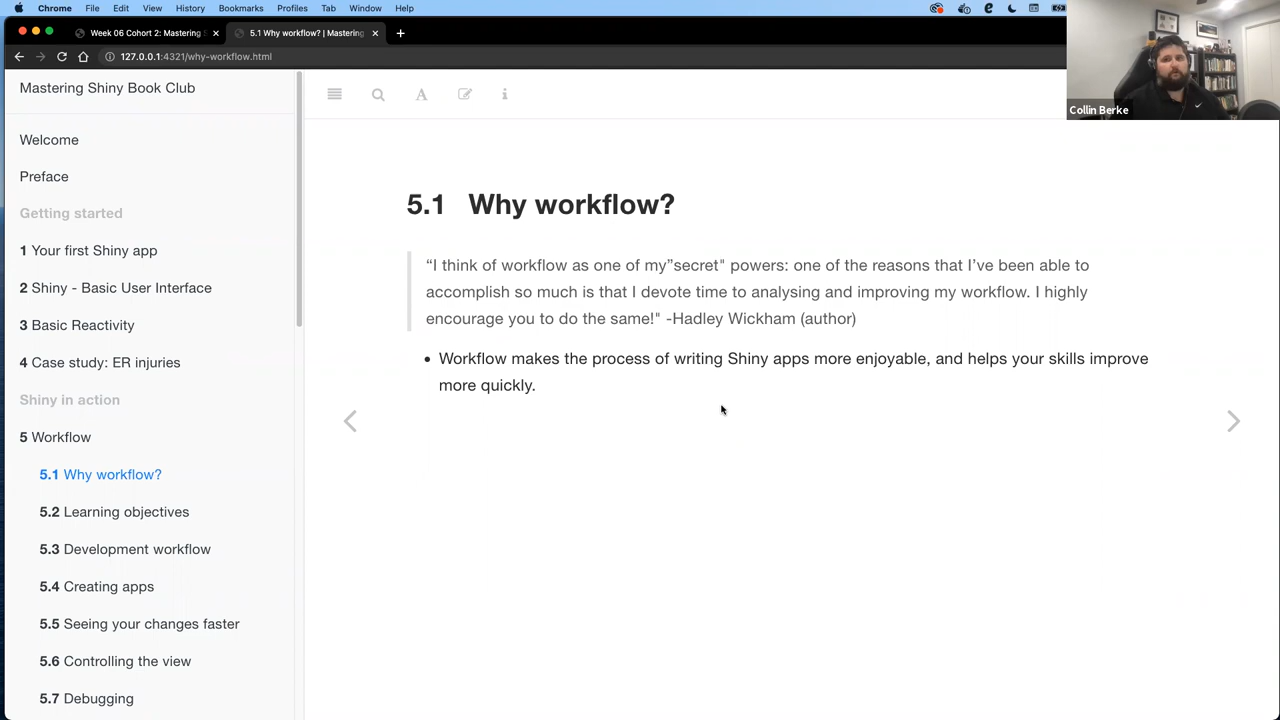 Chrome File Edit View History Bookmarks Profiles Tab Window Help
Week 06 Cohort 2: Mastering
5.1 Why workflow? | Mastering
127.0.0.1:4321/why-workflow.html
Collin Berke
Mastering Shiny Book Club
Welcome
Preface
Getting started
1 Your first Shiny app
2 Shiny - Basic User Interface
3 Basic Reactivity
4 Case study: ER injuries
Shiny in action
5 Workflow
5.1 Why workflow?
5.2 Learning objectives
5.3 Development workflow
5.4 Creating apps
5.5 Seeing your changes faster
5.6 Controlling the view
5.7 Debugging
5.1 Why workflow?
“I think of workflow as one of my”secret" powers: one of the reasons that I’ve been able to
accomplish so much is that I devote time to analysing and improving my workflow. I highly
encourage you to do the same!" -Hadley Wickham (author)
• Workflow makes the process of writing Shiny apps more enjoyable, and helps your skills improve
more quickly.